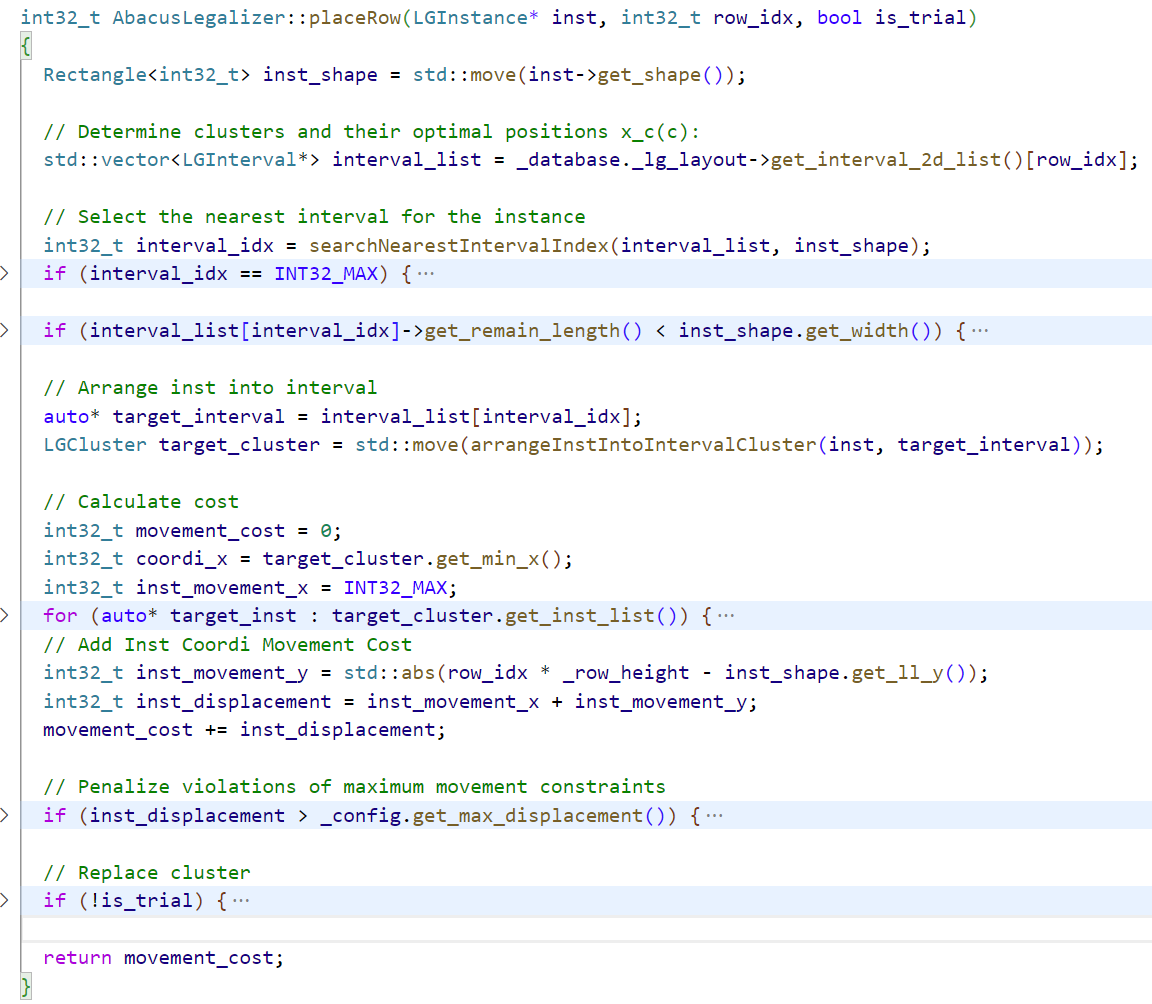 int32_t AbacusLegalizer::placeRow(LGInstance* inst, int32_t row_idx, bool is_trial)
{
  Rectangle<int32_t> inst_shape = std::move(inst->get_shape());

  // Determine clusters and their optimal positions x_c(c):
  std::vector<LGInterval*> interval_list = _database._lg_layout->get_interval_2d_list()[row_idx];

  // Select the nearest interval for the instance
  int32_t interval_idx = searchNearestIntervalIndex(interval_list, inst_shape);
  if (interval_idx == INT32_MAX) {···

  if (interval_list[interval_idx]->get_remain_length() < inst_shape.get_width()) {···

  // Arrange inst into interval
  auto* target_interval = interval_list[interval_idx];
  LGCluster target_cluster = std::move(arrangeInstIntoIntervalCluster(inst, target_interval));

  // Calculate cost
  int32_t movement_cost = 0;
  int32_t coordi_x = target_cluster.get_min_x();
  int32_t inst_movement_x = INT32_MAX;
  for (auto* target_inst : target_cluster.get_inst_list()) {···
  // Add Inst Coordi Movement Cost
  int32_t inst_movement_y = std::abs(row_idx * _row_height - inst_shape.get_ll_y());
  int32_t inst_displacement = inst_movement_x + inst_movement_y;
  movement_cost += inst_displacement;

  // Penalize violations of maximum movement constraints
  if (inst_displacement > _config.get_max_displacement()) {···

  // Replace cluster
  if (!is_trial) {···

  return movement_cost;
}